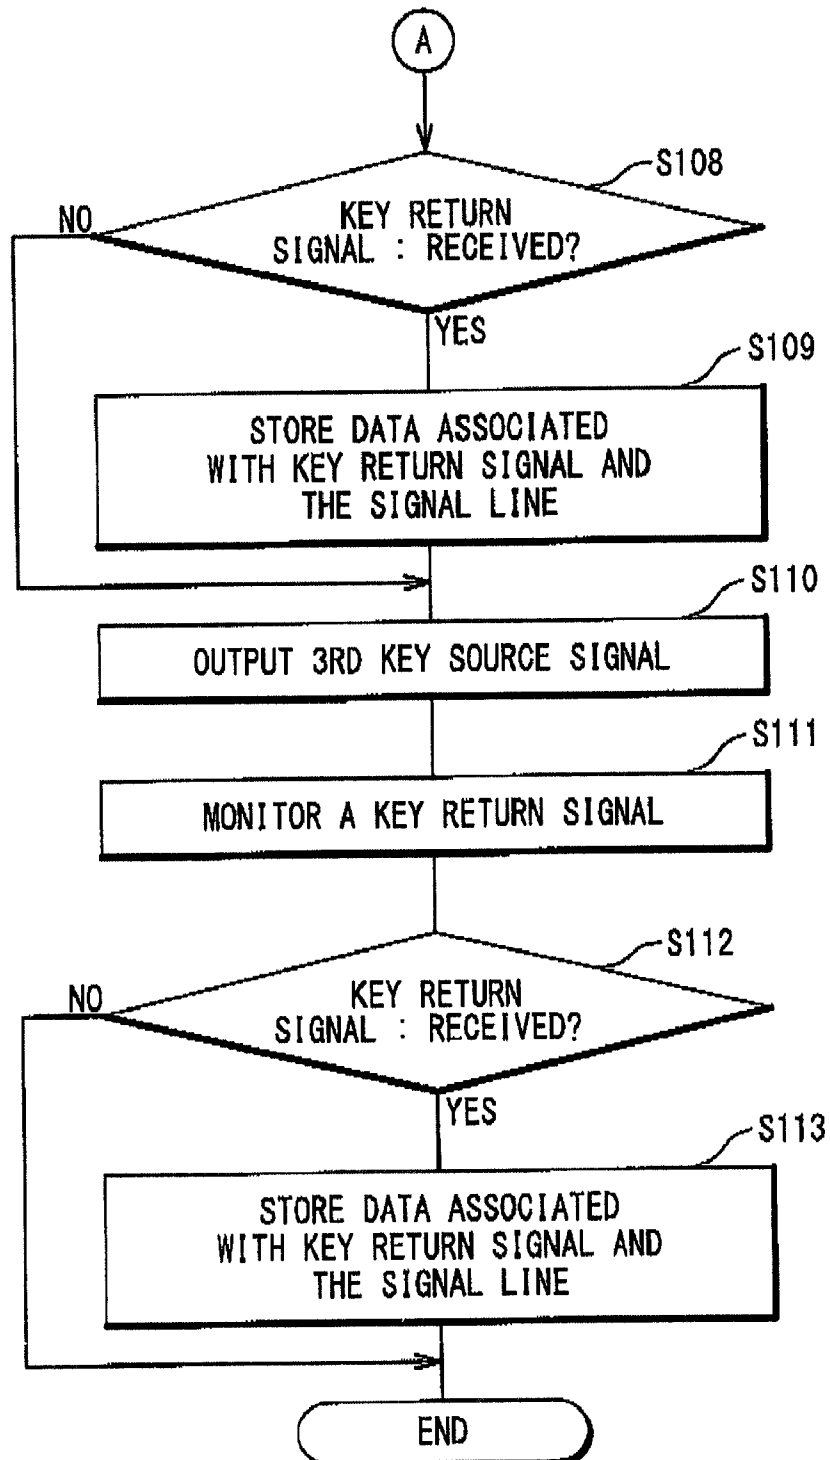 A
S108
KEY RETURN
SIGNAL : RECEIVED?
NO
YES
S109
STORE DATA ASSOCIATED
WITH KEY RETURN SIGNAL AND
THE SIGNAL LINE
S110
OUTPUT 3RD KEY SOURCE SIGNAL
S111
MONITOR A KEY RETURN SIGNAL
S112
KEY RETURN
SIGNAL : RECEIVED?
NO
YES
S113
STORE DATA ASSOCIATED
WITH KEY RETURN SIGNAL AND
THE SIGNAL LINE
END